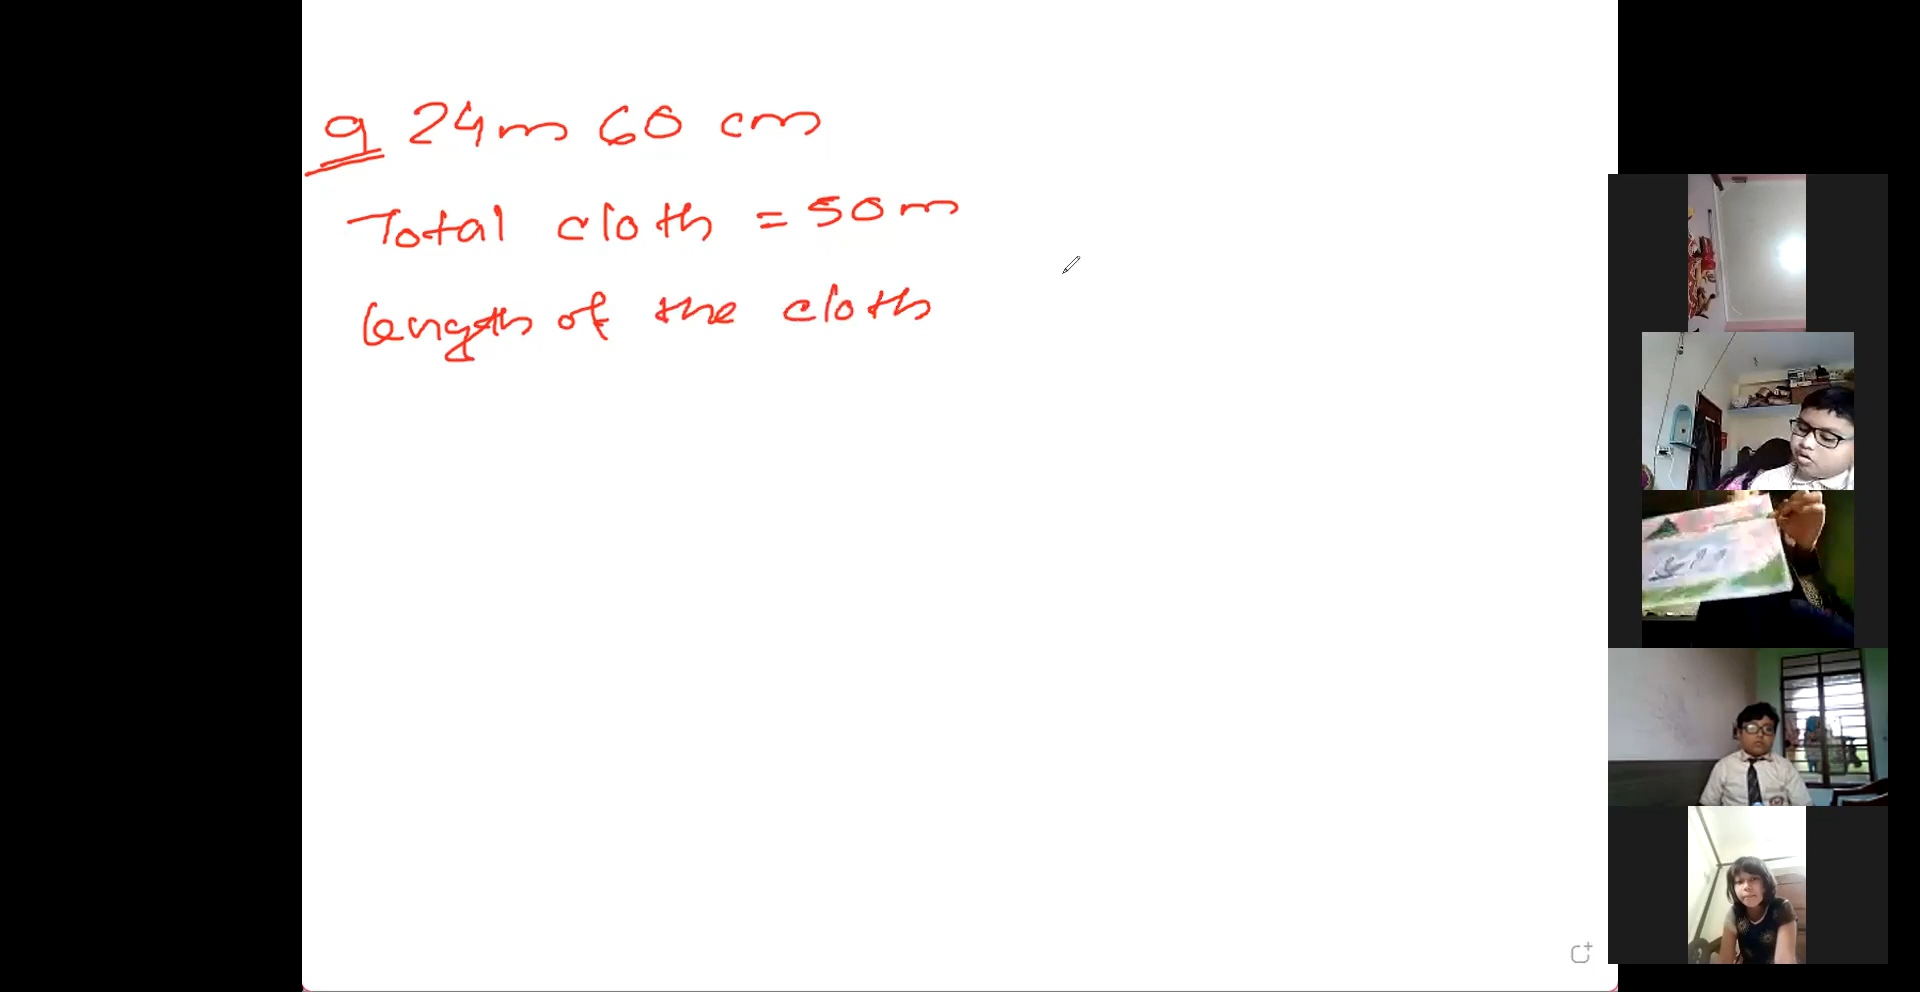 9 24m 60 cm
Total cloth = 50m
length of the cloth